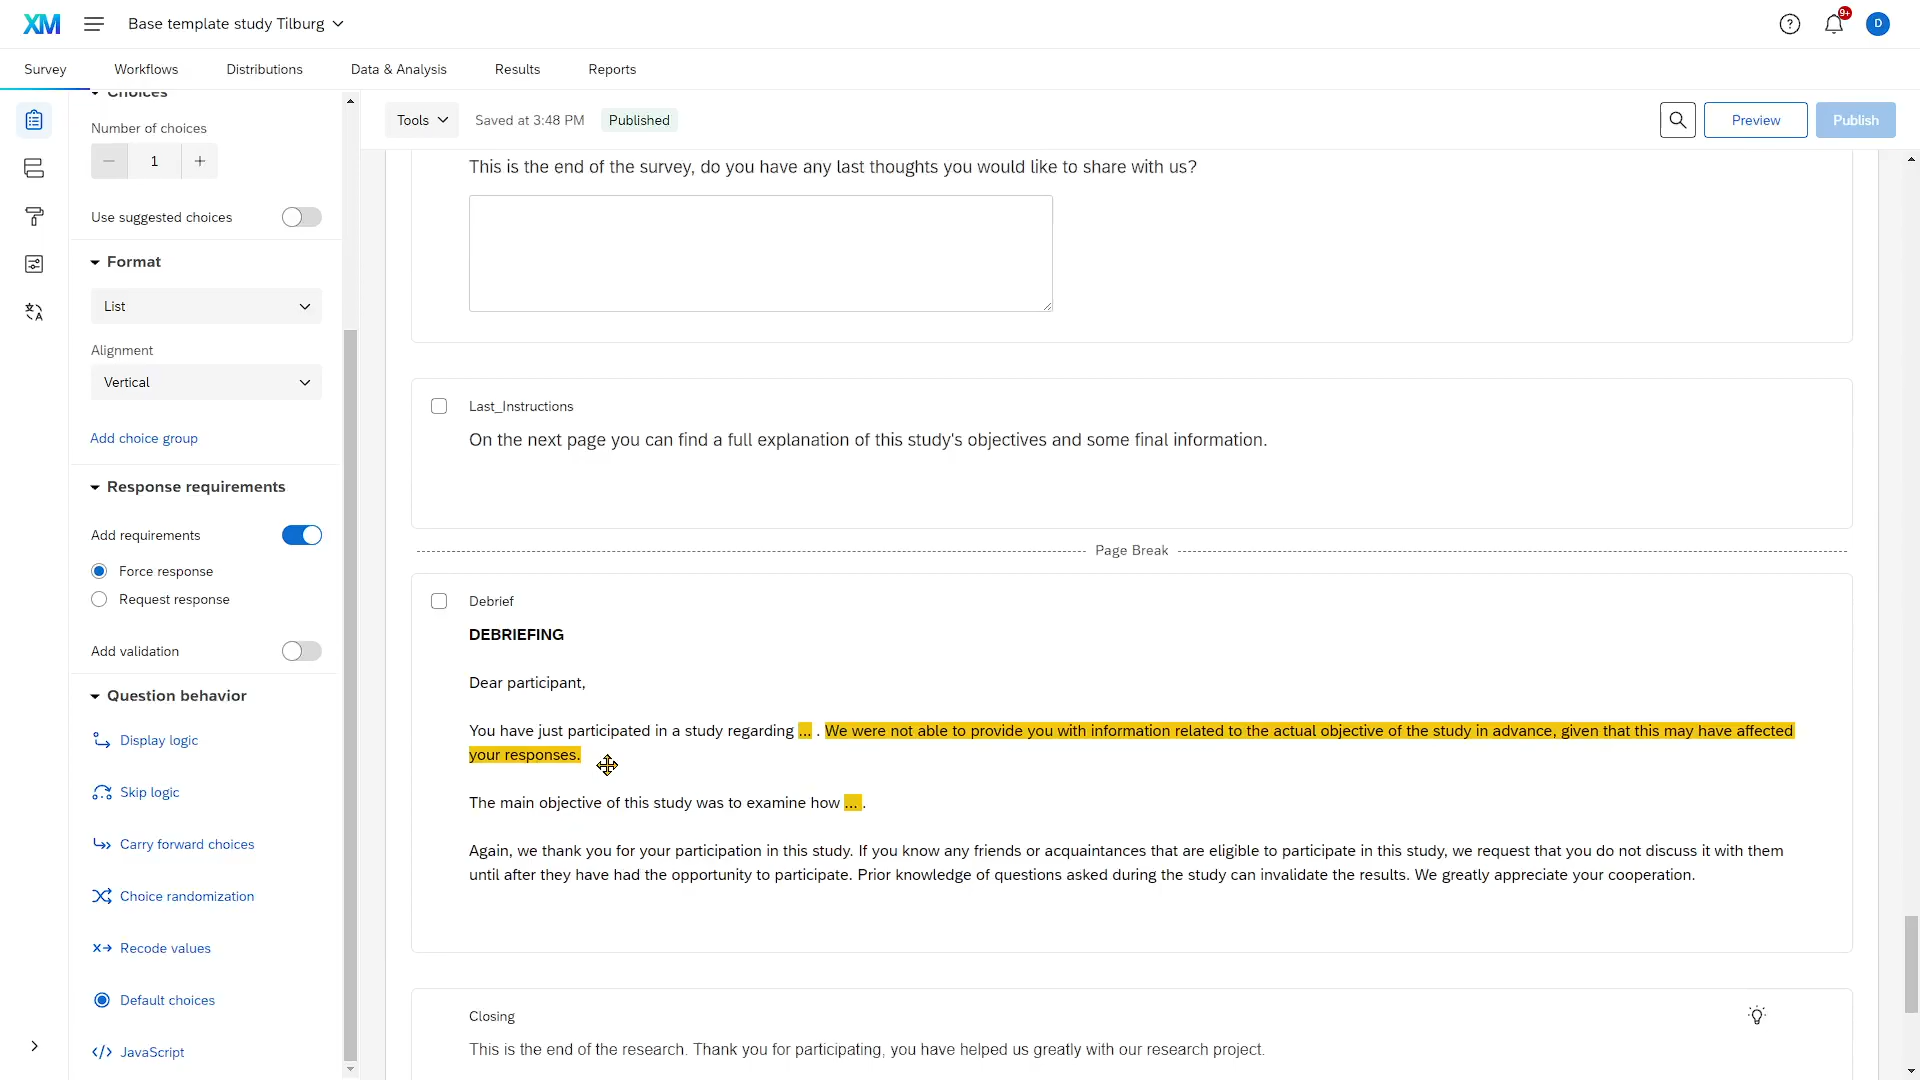 XM
Base template study Tilburg
9+
D
Survey
Workflows
Distributions
Data & Analysis
Results
Reports
Choices
Number of choices
1
Use suggested choices
Format
List
Alignment
Vertical
Add choice group
Response requirements
Add requirements
Force response
Request response
Add validation
Question behavior
Display logic
Skip logic
Carry forward choices
Choice randomization
Recode values
Default choices
JavaScript
Tools
Saved at 3:48 PM
Published
Preview
Publish
This is the end of the survey, do you have any last thoughts you would like to share with us?
Last_Instructions
On the next page you can find a full explanation of this study's objectives and some final information.
Page Break
Debrief
DEBRIEFING
Dear participant,
You have just participated in a study regarding ... . We were not able to provide you with information related to the actual objective of the study in advance, given that this may have affected
your responses.
The main objective of this study was to examine how ... .
Again, we thank you for your participation in this study. If you know any friends or acquaintances that are eligible to participate in this study, we request that you do not discuss it with them
until after they have had the opportunity to participate. Prior knowledge of questions asked during the study can invalidate the results. We greatly appreciate your cooperation.
Closing
This is the end of the research. Thank you for participating, you have helped us greatly with our research project.